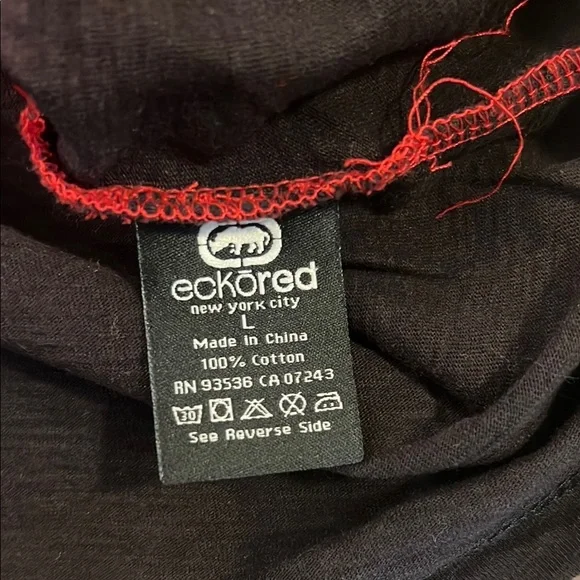 eckōred
new york city
L
Made in China
100% Cotton
RN 93536 CA 07243
30
See Reverse Side